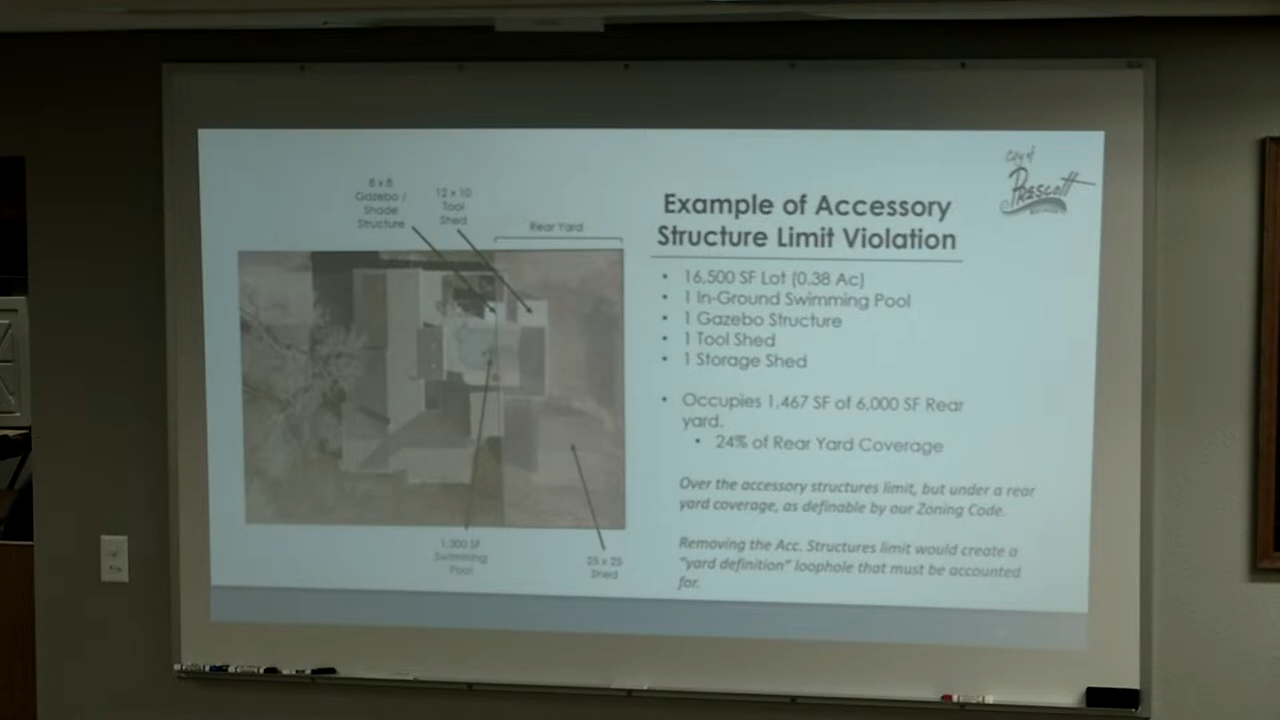 8 x 8
Gazebo /
Shade
Structure
12 x 10
Tool
Shed
Rear Yard
1,300 SF
Swimming
Pool
25 x 25
Shed
City of
Prescott
Example of Accessory
Structure Limit Violation
• 16,500 SF Lot (0.38 Ac)
• 1 In-Ground Swimming Pool
• 1 Gazebo Structure
• 1 Tool Shed
• 1 Storage Shed
• Occupies 1,467 SF of 6,000 SF Rear
yard.
• 24% of Rear Yard Coverage
Over the accessory structures limit, but under a rear
yard coverage, as definable by our Zoning Code.
Removing the Acc. Structures limit would create a
"yard definition" loophole that must be accounted
for.